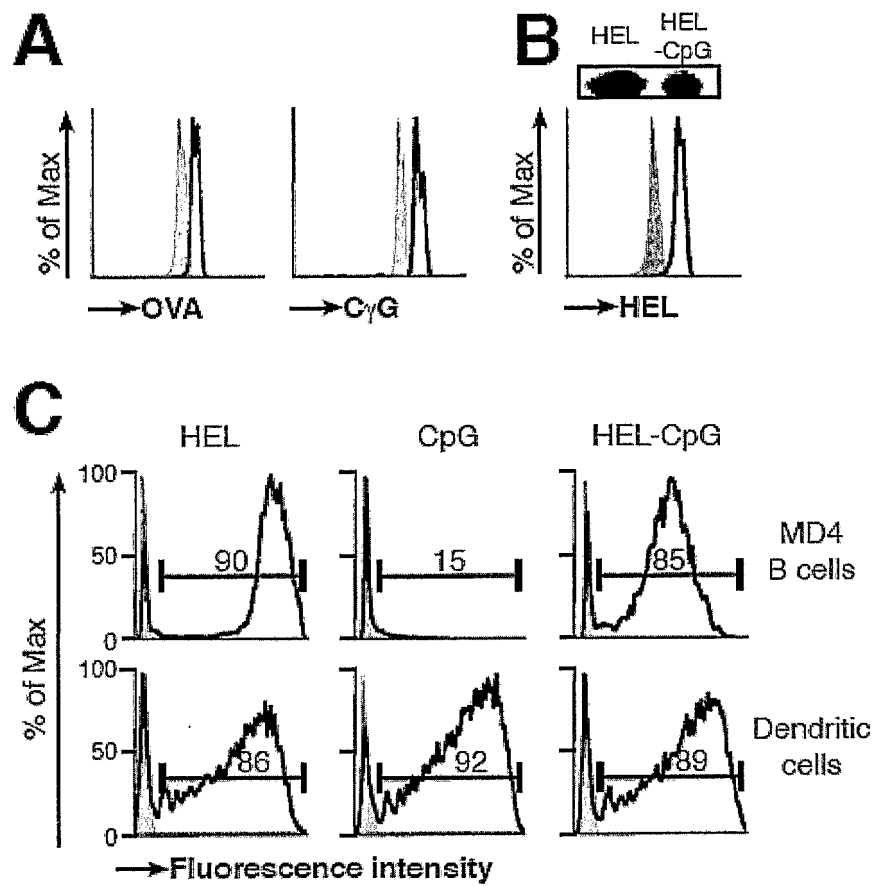 A
B
HEL
HEL
-CpG
% of Max
% of Max
OVA
CγG
HEL
C
HEL
CpG
HEL-CpG
100
50
0
90
15
85
MD4
B cells
% of Max
100
50
0
86
92
89
Dendritic
cells
Fluorescence intensity